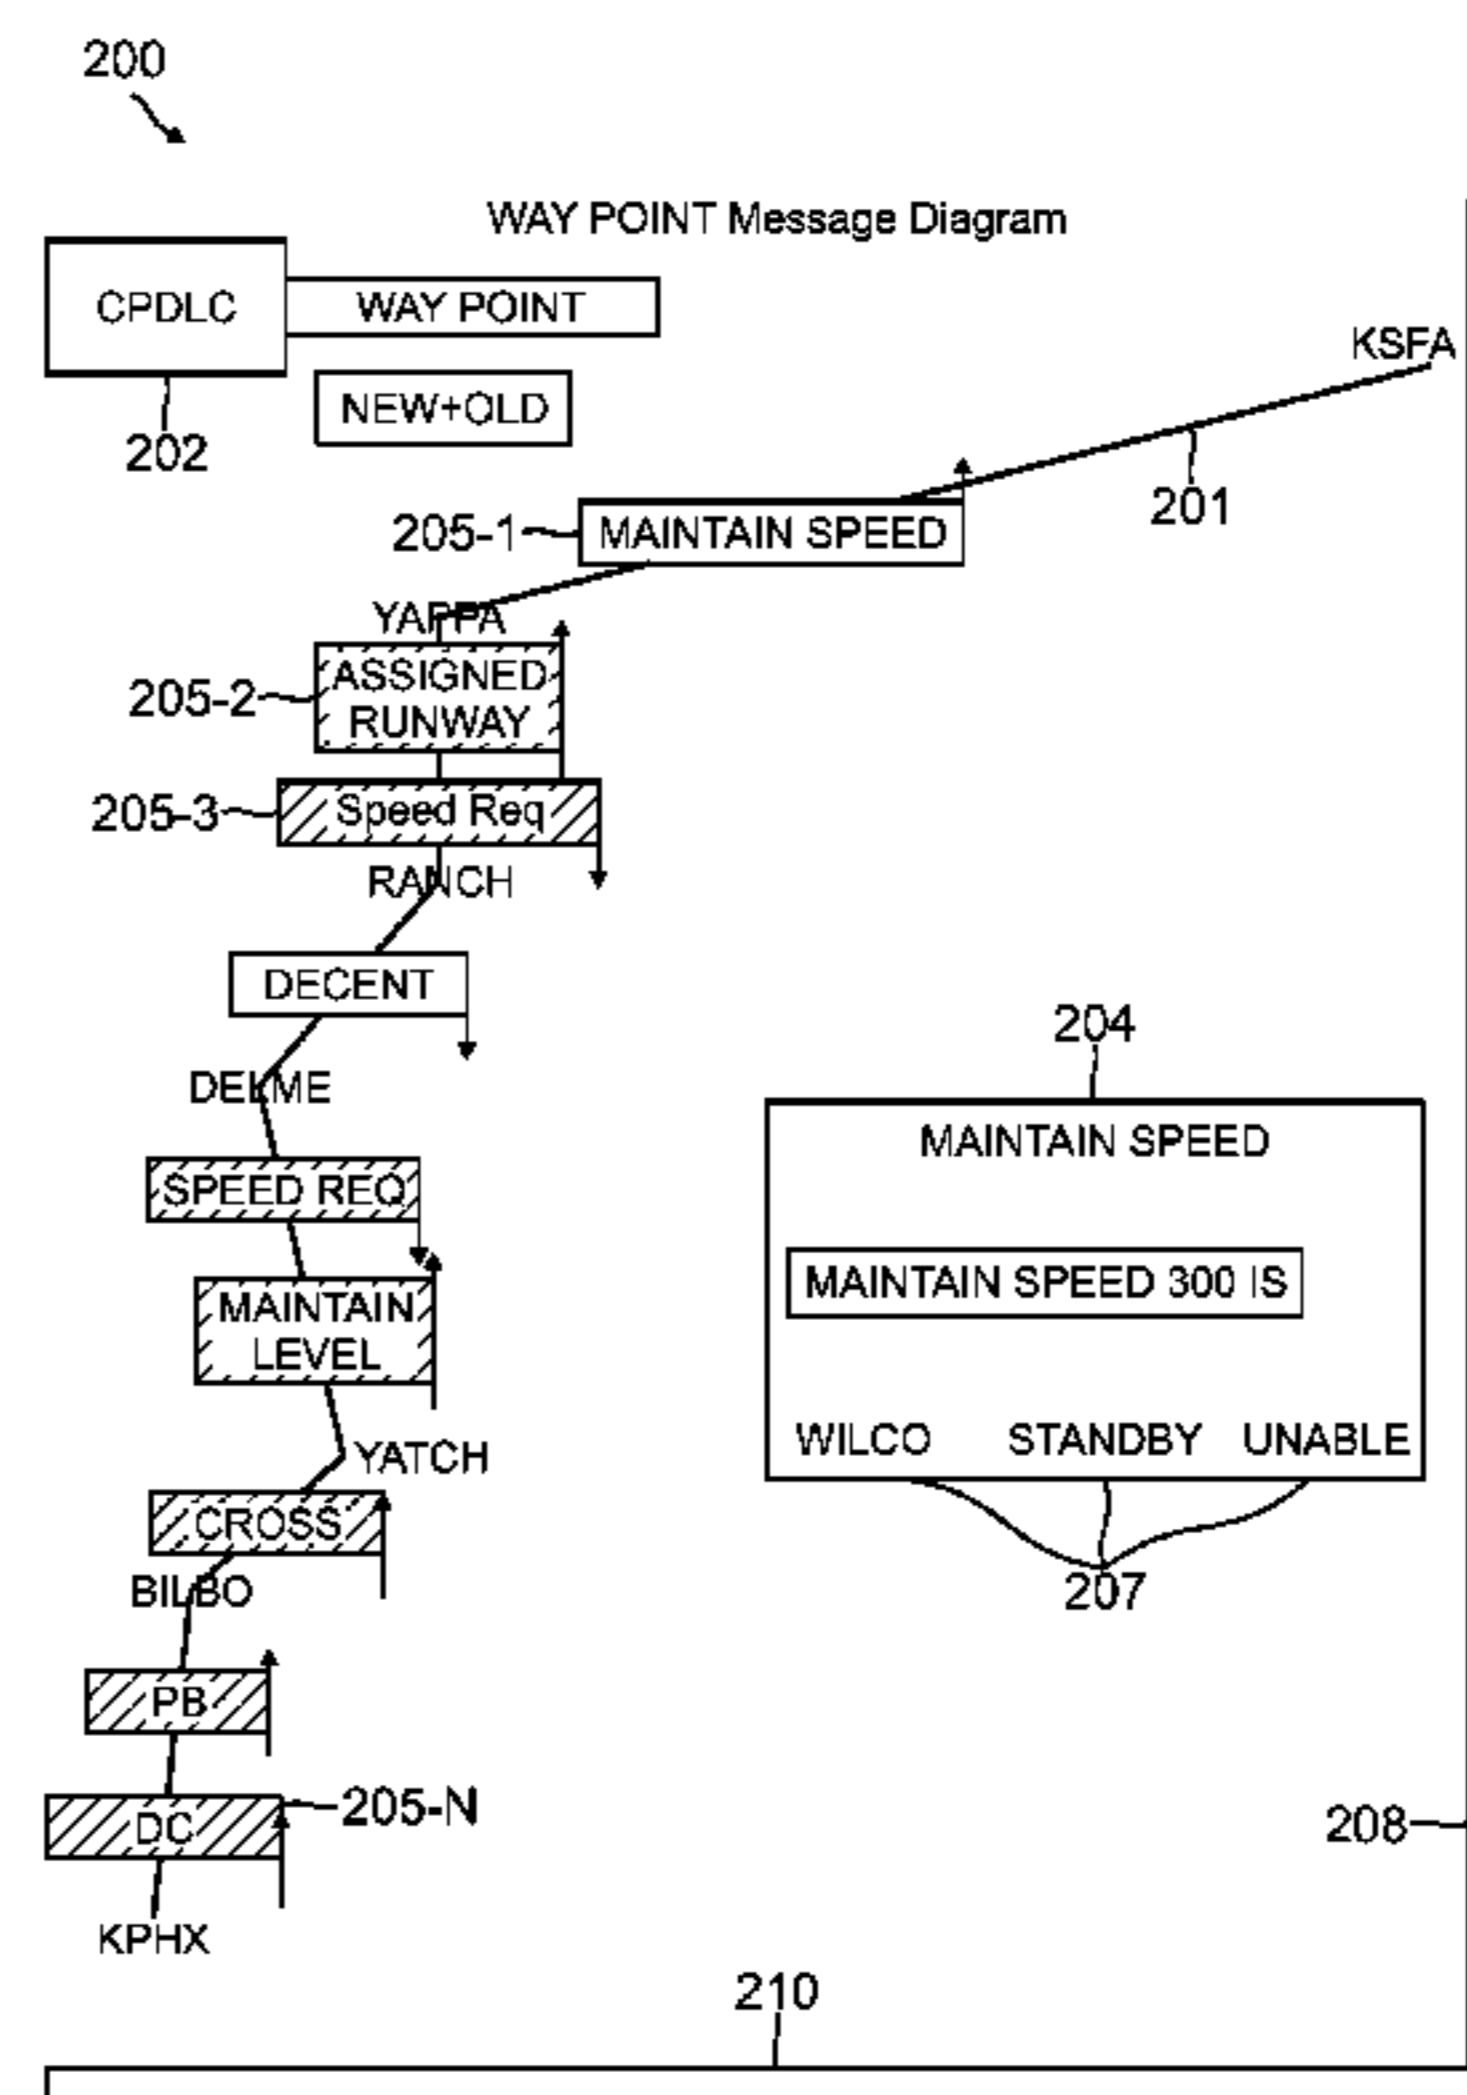 200
WAY POINT Message Diagram
CPDLC
WAY POINT
KSFA
NEW+OLD
202
201
205-1
MAINTAIN SPEED
YAPPA
205-2
ASSIGNED
RUNWAY
205-3
Speed Req
RANCH
DECENT
204
DELME
MAINTAIN SPEED
SPEED REQ
MAINTAIN SPEED 300 IS
MAINTAIN
LEVEL
WILCO STANDBY UNABLE
YATCH
CROSS
BILBO
207
PB
205-N
DC
208
KPHX
210